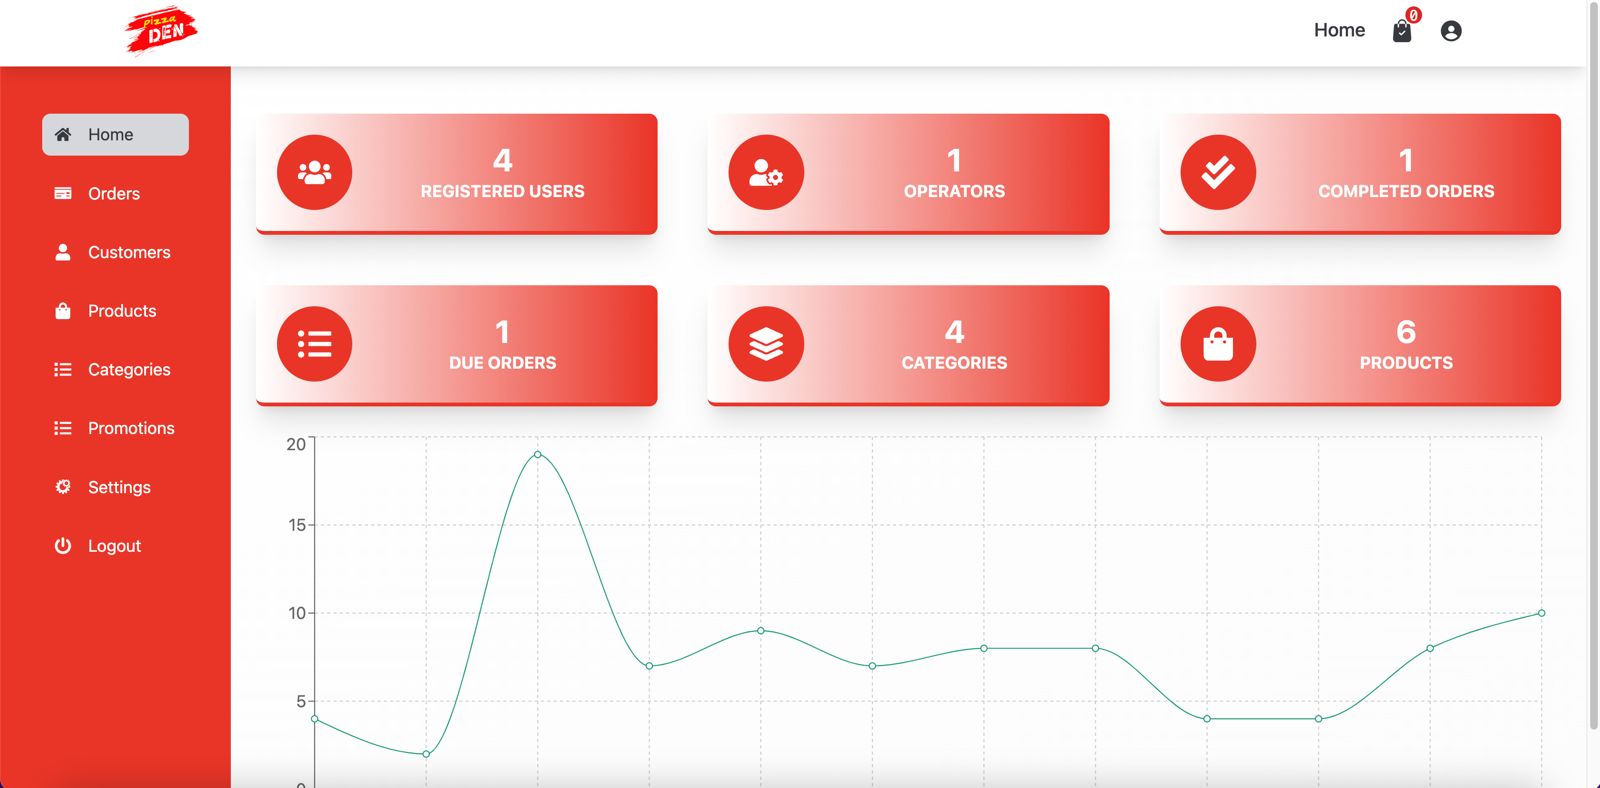 pizza
DEN
Home
0
Home
Orders
Customers
Products
Categories
Promotions
Settings
Logout
4
REGISTERED USERS
1
OPERATORS
1
COMPLETED ORDERS
1
DUE ORDERS
4
CATEGORIES
6
PRODUCTS
20
15
10
5
0